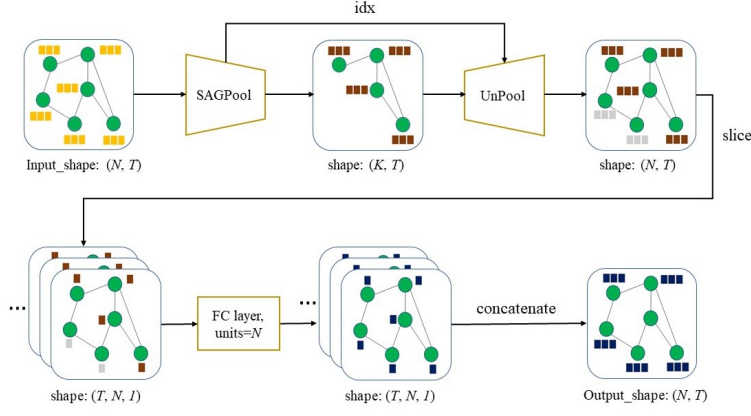 idx
SAGPool
UnPool
Input_shape: (N, T)
shape: (K, T)
shape: (N, T)
slice
...
FC layer,
units=N
...
concatenate
shape: (T, N, 1)
shape: (T, N, 1)
Output_shape: (N, T)